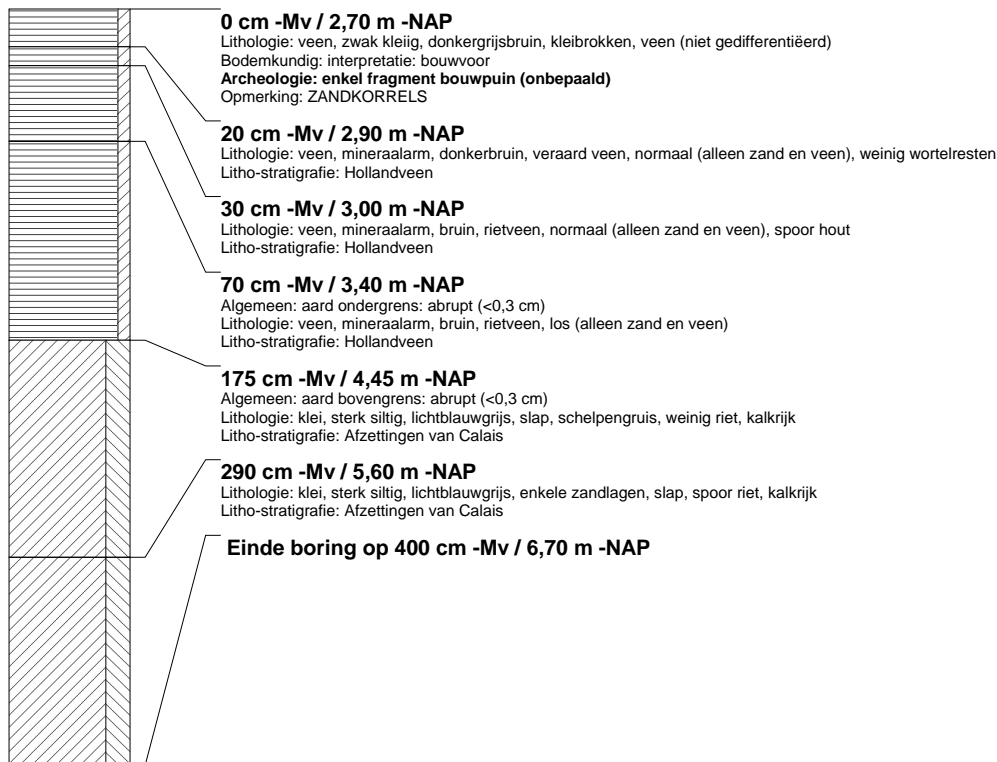 0 cm -Mv / 2,70 m -NAP
Lithologie: veen, zwak kleiig, donkergrijsbruin, kleibrokken, veen (niet gedifferentiëerd)
Bodemkundig: interpretatie: bouwvoor
Archeologie: enkel fragment bouwpuin (onbepaald)
Opmerking: ZANDKORRELS
20 cm -Mv / 2,90 m -NAP
Lithologie: veen, mineraalarm, donkerbruin, veraard veen, normaal (alleen zand en veen), weinig wortelresten
Litho-stratigrafie: Hollandveen
30 cm -Mv / 3,00 m -NAP
Lithologie: veen, mineraalarm, bruin, rietveen, normaal (alleen zand en veen), spoor hout
Litho-stratigrafie: Hollandveen
70 cm -Mv / 3,40 m -NAP
Algemeen: aard ondergrens: abrupt (<0,3 cm)
Lithologie: veen, mineraalarm, bruin, rietveen, los (alleen zand en veen)
Litho-stratigrafie: Hollandveen
175 cm -Mv / 4,45 m -NAP
Algemeen: aard bovengrens: abrupt (<0,3 cm)
Lithologie: klei, sterk siltig, lichtblauwgrijs, slap, schelpengruis, weinig riet, kalkrijk
Litho-stratigrafie: Afzettingen van Calais
290 cm -Mv / 5,60 m -NAP
Lithologie: klei, sterk siltig, lichtblauwgrijs, enkele zandlagen, slap, spoor riet, kalkrijk
Litho-stratigrafie: Afzettingen van Calais
Einde boring op 400 cm -Mv / 6,70 m -NAP